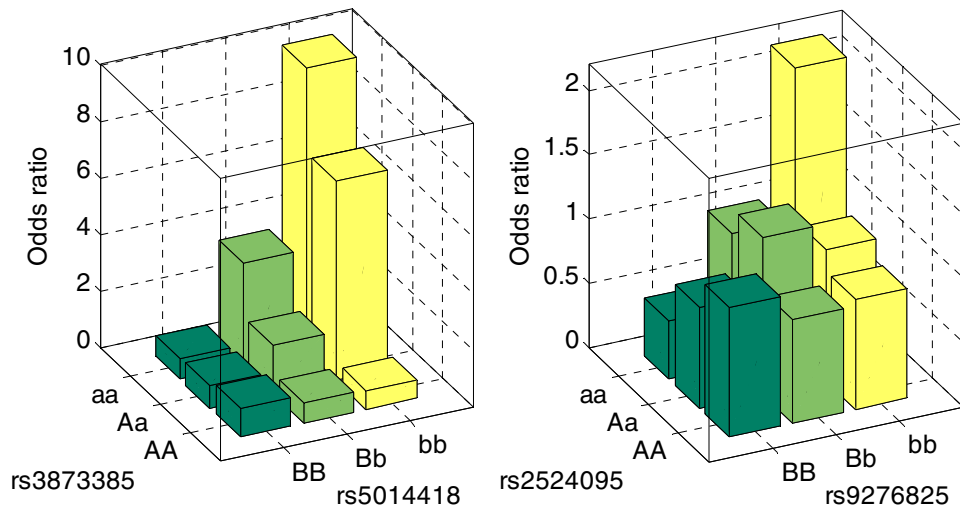 10
8
6
4
2
0
Odds ratio
aa
Aa
AA
BB
Bb
bb
rs3873385
rs5014418
2
1.5
1
0.5
0
Odds ratio
aa
Aa
AA
BB
Bb
bb
rs2524095
rs9276825